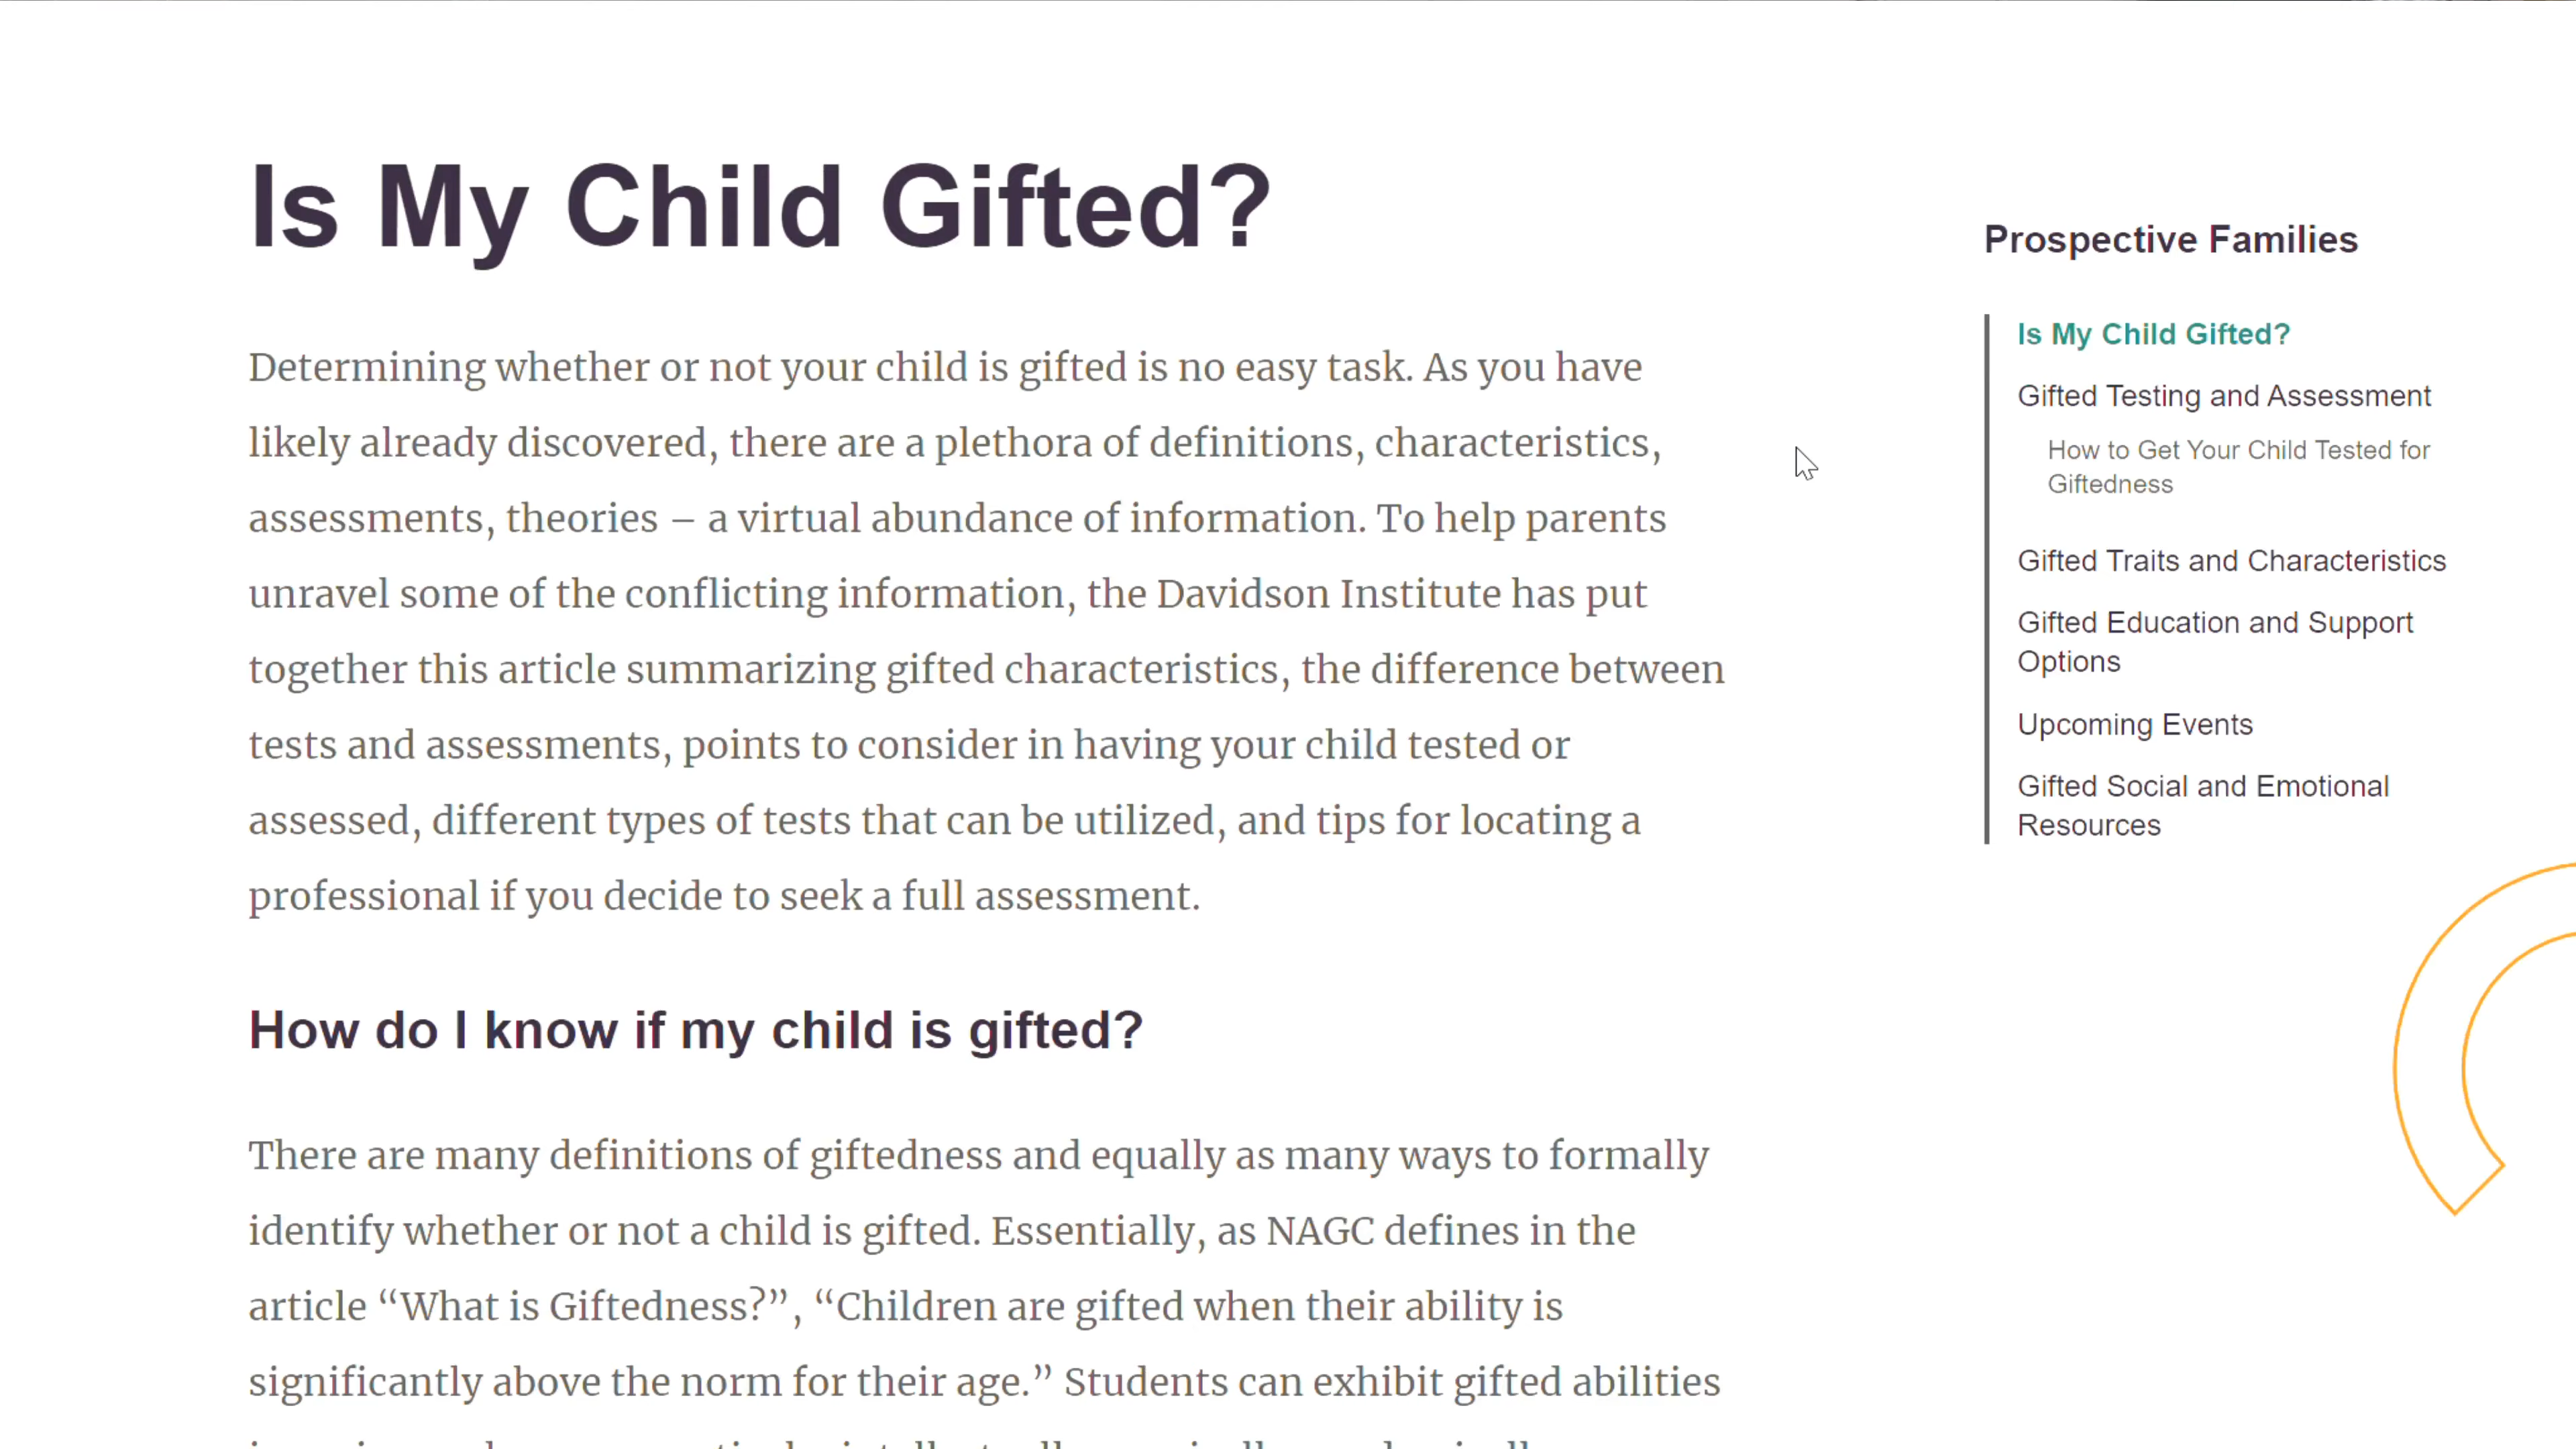 Is My Child Gifted?
Determining whether or not your child is gifted is no easy task. As you have
likely already discovered, there are a plethora of definitions, characteristics,
assessments, theories – a virtual abundance of information. To help parents
unravel some of the conflicting information, the Davidson Institute has put
together this article summarizing gifted characteristics, the difference between
tests and assessments, points to consider in having your child tested or
assessed, different types of tests that can be utilized, and tips for locating a
professional if you decide to seek a full assessment.
How do I know if my child is gifted?
There are many definitions of giftedness and equally as many ways to formally
identify whether or not a child is gifted. Essentially, as NAGC defines in the
article “What is Giftedness?”, “Children are gifted when their ability is
significantly above the norm for their age.” Students can exhibit gifted abilities
Prospective Families
Is My Child Gifted?
Gifted Testing and Assessment
How to Get Your Child Tested for
Giftedness
Gifted Traits and Characteristics
Gifted Education and Support
Options
Upcoming Events
Gifted Social and Emotional
Resources